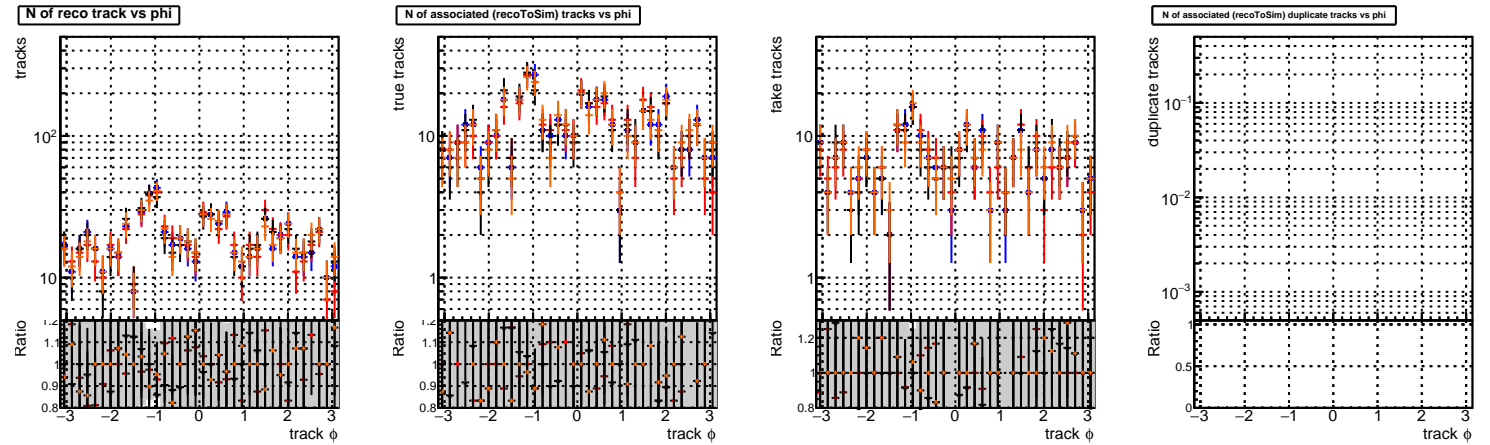 N of reco track vs phi
tracks
10²
10
Ratio
1.2
1.1
1
0.9
0.8
−3 −2 −1 0 1 2 3
track ϕ
N of associated (recoToSim) tracks vs phi
true tracks
10
1
Ratio
1.2
1.1
1
0.9
0.8
−3 −2 −1 0 1 2 3
track ϕ
fake tracks
10
1
Ratio
1.2
1
0.8
−3 −2 −1 0 1 2 3
track ϕ
N of associated (recoToSim) duplicate tracks vs phi
duplicate tracks
10⁻¹
10⁻²
10⁻³
Ratio
1
0.5
0
−3 −2 −1 0 1 2 3
track ϕ